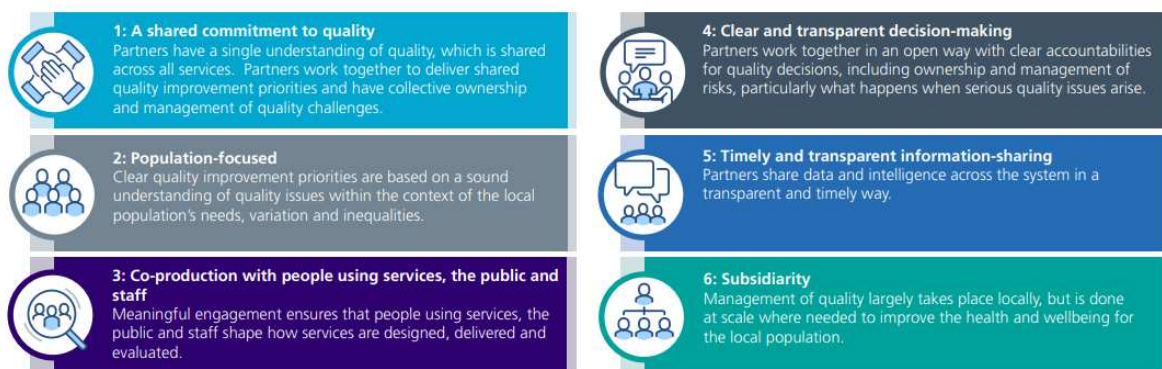 1: A shared commitment to quality
Partners have a single understanding of quality, which is shared
across all services.  Partners work together to deliver shared
quality improvement priorities and have collective ownership
and management of quality challenges.
2: Population-focused
Clear quality improvement priorities are based on a sound
understanding of quality issues within the context of the local
population's needs, variation and inequalities.
3: Co-production with people using services, the public and
staff
Meaningful engagement ensures that people using services, the
public and staff shape how services are designed, delivered and
evaluated.
4: Clear and transparent decision-making
Partners work together in an open way with clear accountabilities
for quality decisions, including ownership and management of
risks, particularly what happens when serious quality issues arise.
5: Timely and transparent information-sharing
Partners share data and intelligence across the system in a
transparent and timely way.
6: Subsidiarity
Management of quality largely takes place locally, but is done
at scale where needed to improve the health and wellbeing for
the local population.